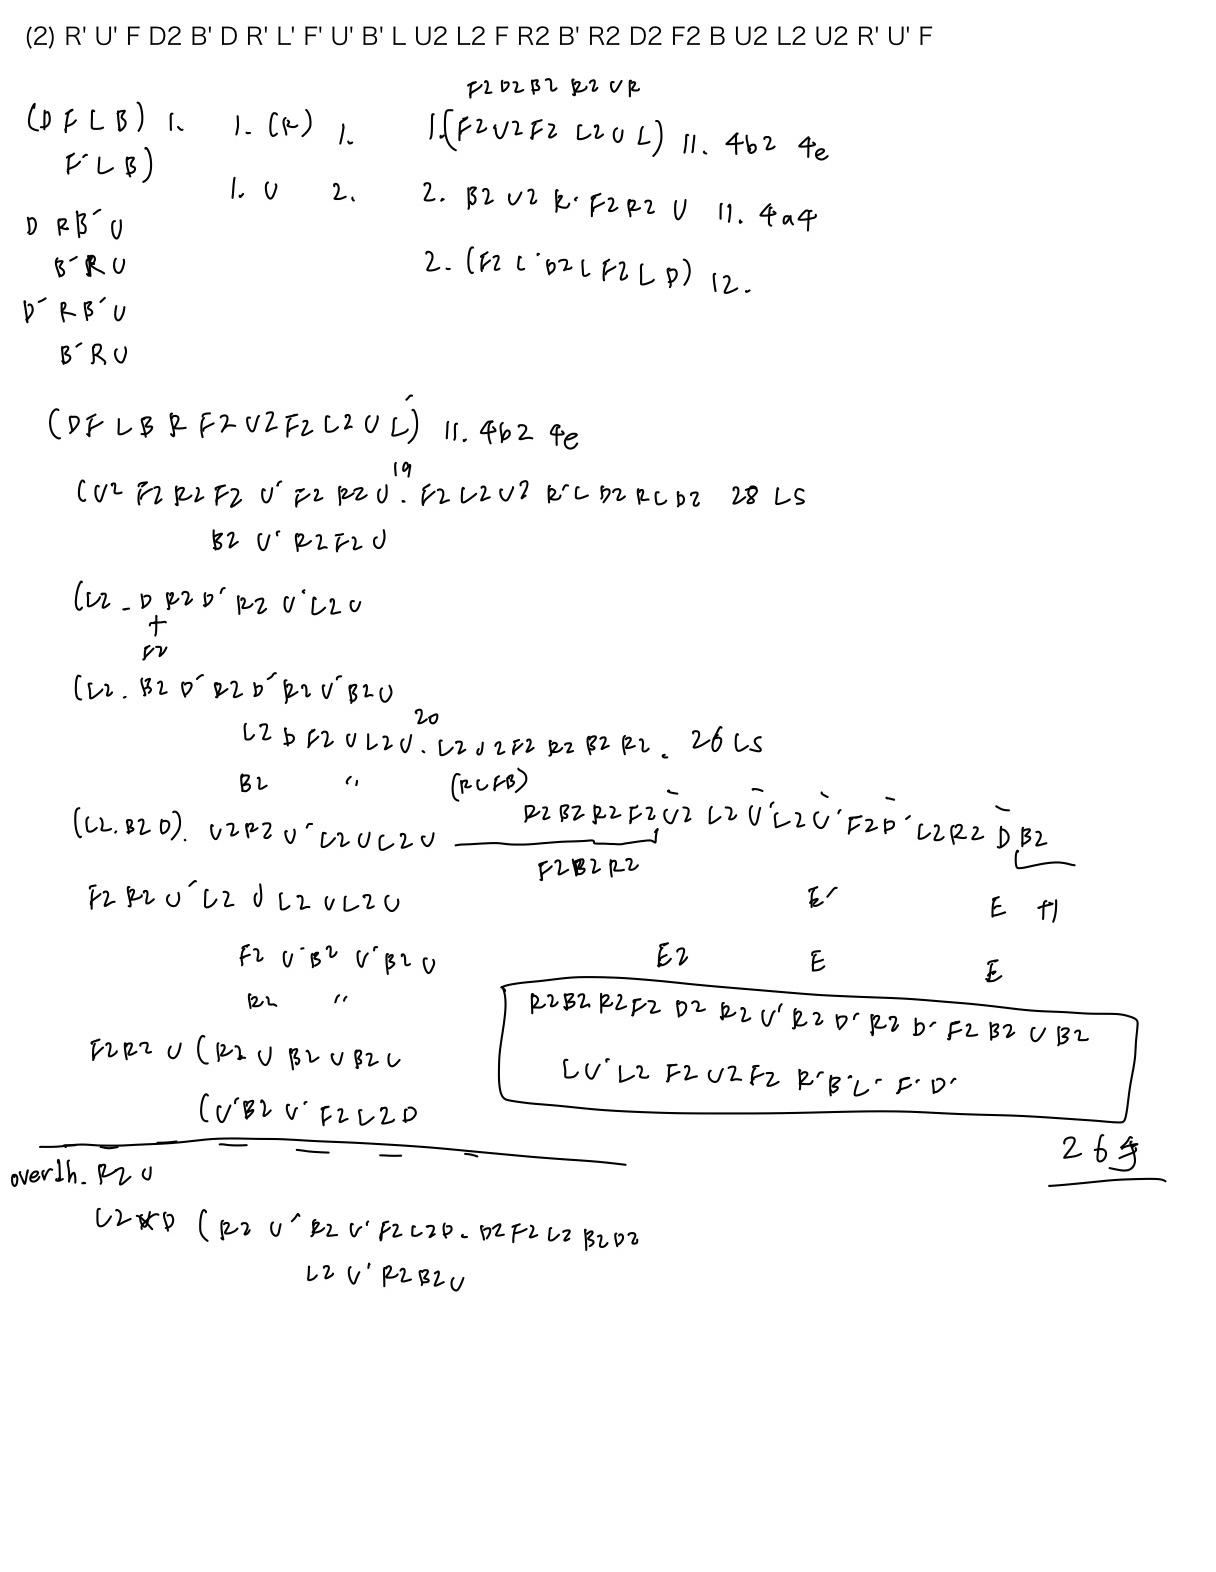 (2) R' U' F D2 B' D R' L' F' U' B' L U2 L2 F R2 B' R2 D2 F2 B U2 L2 U2 R' U' F
F2 D2 B2 R2 U R
(D F L B) 1. 1. (R) 1. 1. (F2 U2 F2 L2 U L) 11. 4b2 4e
F' L B)
1. U 2. 2. B2 U2 R' F2 R2 U 11. 4a4
D R B' U
B' R U
2. (F2 L' D2 L F2 L D) 12.
D' R B' U
B' R U
(D F L B R F2 U2 F2 L2 U L') 11. 4b2 4e
19
(U2 F2 R2 F2 U' F2 R2 U . F2 L2 U2 R' L D2 R L D2 28 LS
B2 U' R2 F2 U
(L2 - D R2 D' R2 U' L2 U
+
F2
(L2 . B2 D' R2 D' R2 U' B2 U
20
L2 D F2 U L2 U . L2 U2 F2 R2 B2 R2 . 26 LS
B2 〃 (RLFB)
(L2 . B2 D) . U2 R2 U' L2 U L2 U R2 B2 R2 F2 U2 L2 U' L2 U' F2 D' L2 R2 D B2
F2 B2 R2
F2 R2 U' L2 U L2 U L2 U E' E
F2 U' B2 U' B2 U E2 E E
R2 〃
R2 B2 R2 F2 D2 R2 U' R2 D' R2 D' F2 B2 U B2
F2 R2 U (R2 U B2 U B2 U
L U' L2 F2 U2 F2 R' B' L' F' D'
(U' B2 U' F2 L2 D
26手
R2 U
L2 D (R2 U' R2 U' F2 L2 D . D2 F2 L2 B2 D2
L2 U' R2 B2 U